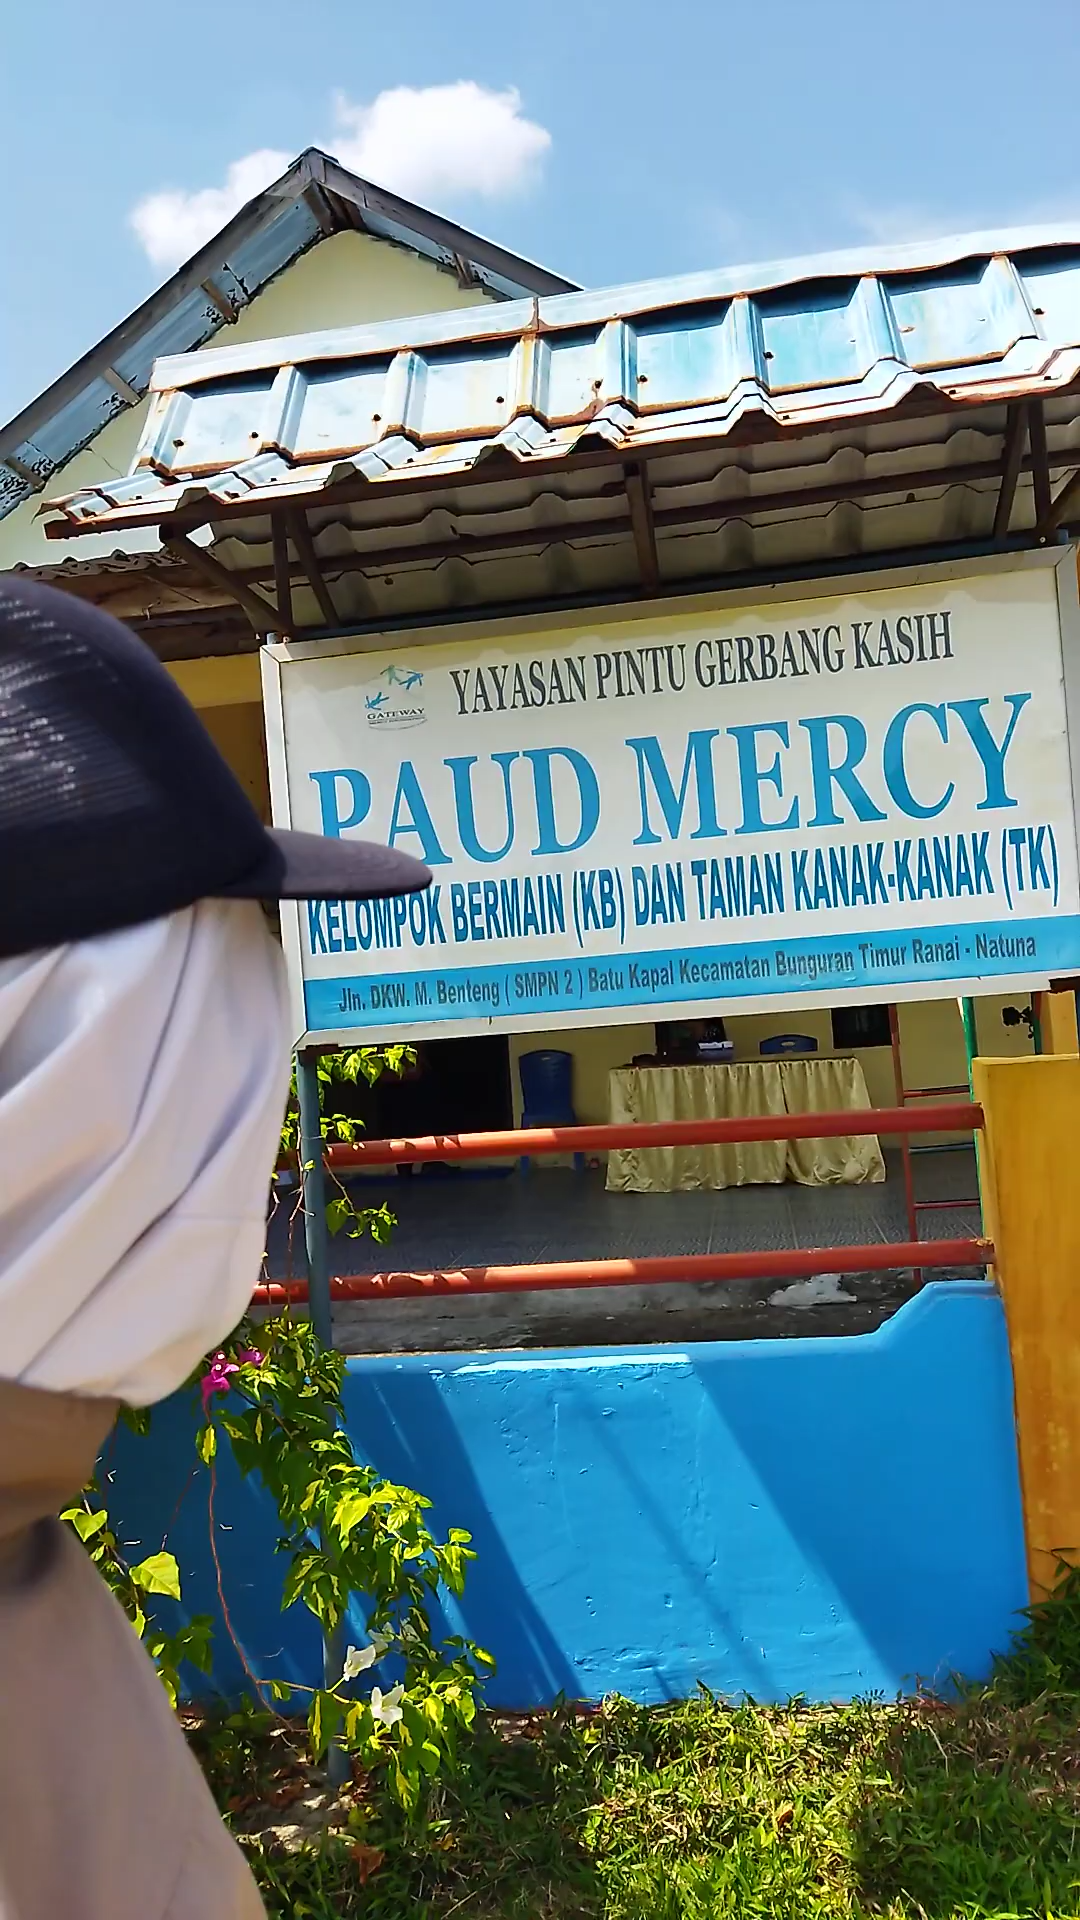 YAYASAN PINTU GERBANG KASIH
GATEWAY
PAUD MERCY
KELOMPOK BERMAIN (KB) DAN TAMAN KANAK-KANAK (TK)
Jln. DKW. M. Benteng ( SMPN 2 ) Batu Kapal Kecamatan Bunguran Timur Ranai - Natuna